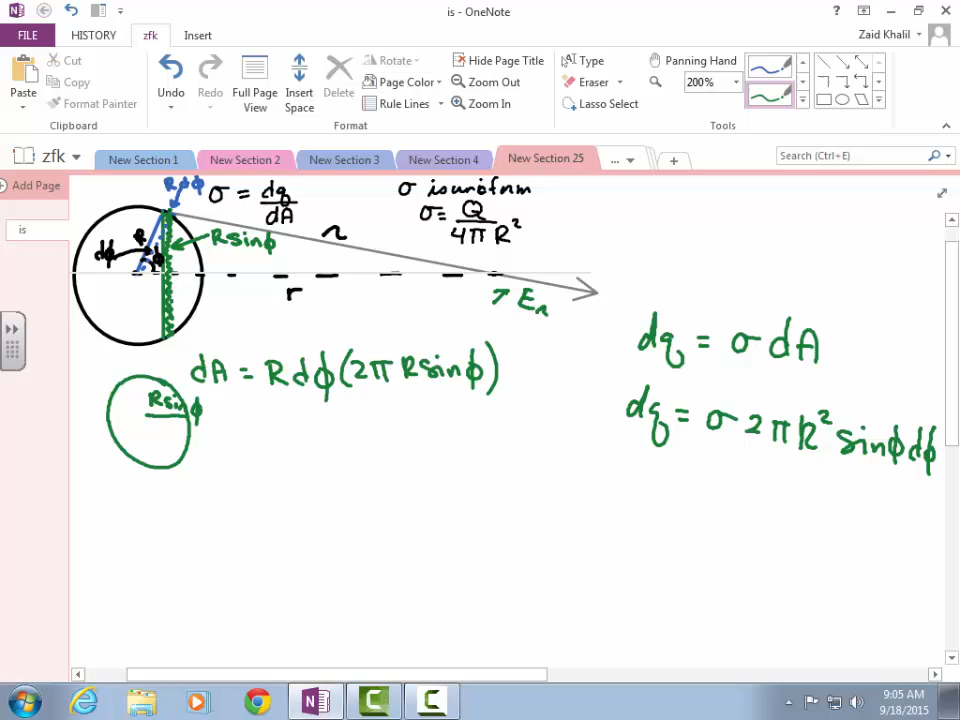 is - OneNote
Zaid Khalil
FILE
HISTORY
zfk
Insert
Paste
Cut
Copy
Format Painter
Clipboard
Undo
Redo
Full Page View
Insert Space
Delete
Rotate
Page Color
Rule Lines
Hide Page Title
Zoom Out
Zoom In
Format
Type
Eraser
Lasso Select
Panning Hand
200%
Tools
zfk
New Section 1
New Section 2
New Section 3
New Section 4
New Section 25
...
Search (Ctrl+E)
Add Page
is
Rdϕ
σ = dq/dA
σ is uniform
σ = Q/4πR²
R
dϕ
ϕ
Rsinϕ
r
r
E_r
dA = Rdϕ(2πRsinϕ)
Rsinϕ
dq = σdA
dq = σ2πR² sinϕdϕ
9:05 AM
9/18/2015